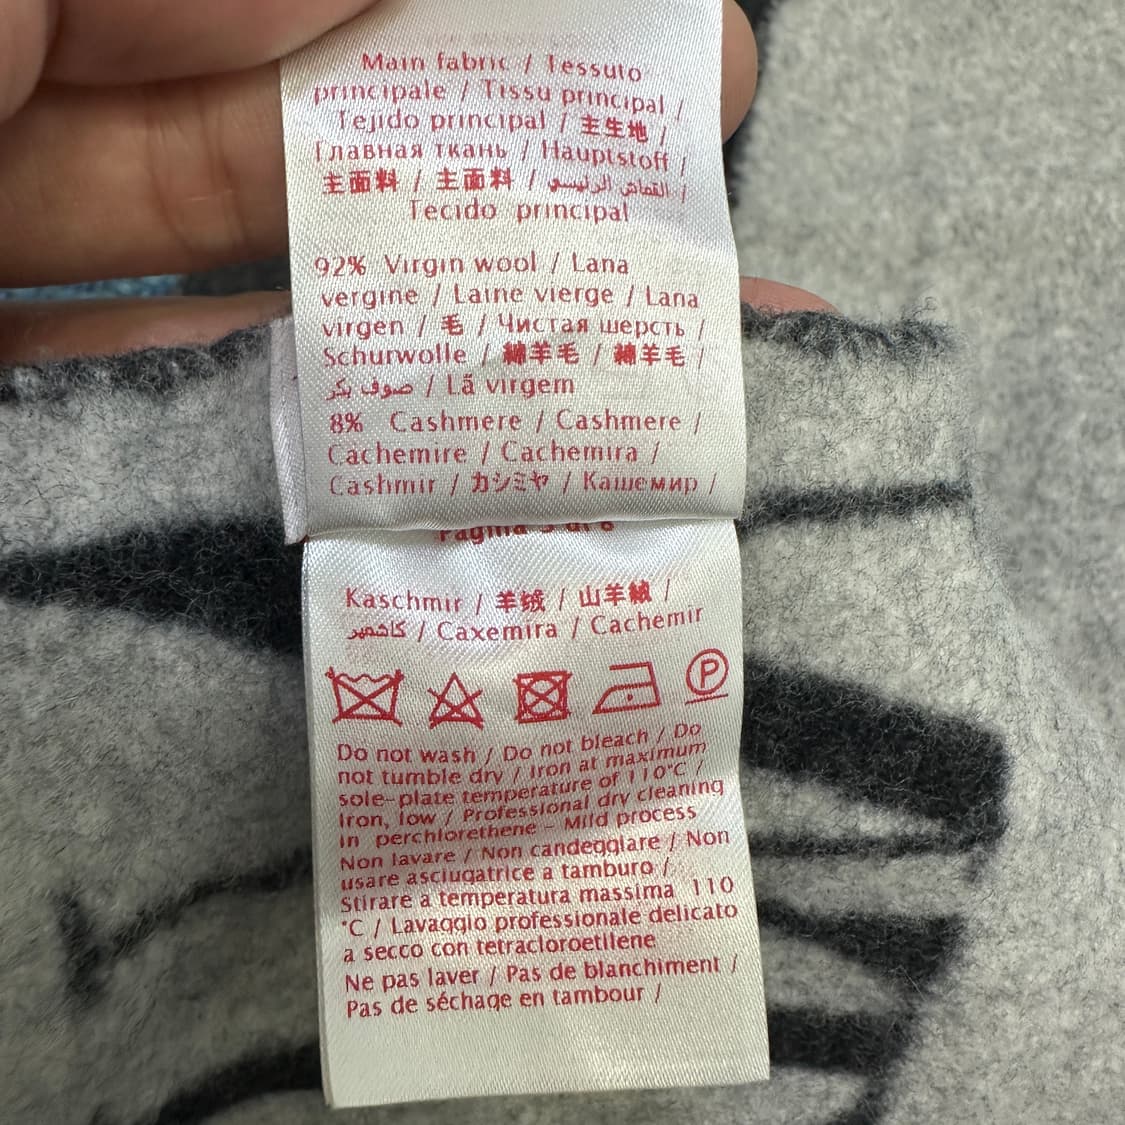 Main fabric / Tessuto
principale / Tissu principal /
Tejido principal / 主生地 /
Главная ткань / Hauptstoff /
主面料 / 主面料 / القماش الرئيسي /
Tecido principal
92% Virgin wool / Lana
vergine / Laine vierge / Lana
virgen / 毛 / Чистая шерсть /
Schurwolle / 綿羊毛 / 綿羊毛 /
صوف بكر / Lã virgem
8% Cashmere / Cashmere /
Cachemire / Cachemira /
Cashmir / カシミヤ / Кашемир /
Pagina di
Kaschmir / 羊绒 / 山羊絨 /
كاشمير / Caxemira / Cachemir
P
Do not wash / Do not bleach / Do
not tumble dry / Iron at maximum
sole-plate temperature of 110°C /
Iron, low / Professional dry cleaning
in perchlorethene - Mild process
Non lavare / Non candeggiare / Non
usare asciugatrice a tamburo /
Stirare a temperatura massima 110
°C / Lavaggio professionale delicato
a secco con tetracloroetilene
Ne pas laver / Pas de blanchiment /
Pas de séchage en tambour /